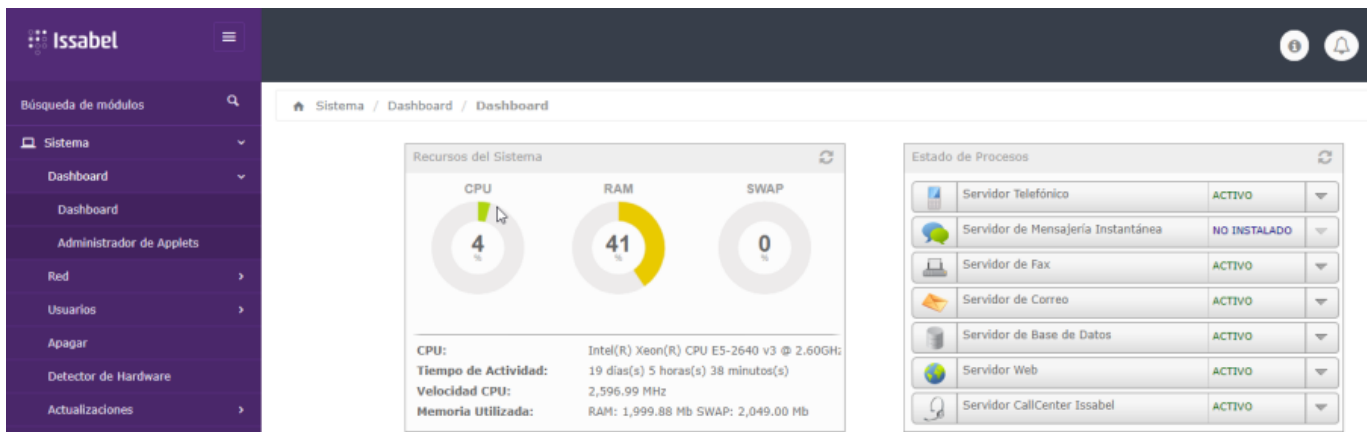 Issabel
Búsqueda de módulos
Sistema
Dashboard
Dashboard
Administrador de Applets
Red
Usuarios
Apagar
Detector de Hardware
Actualizaciones
Sistema / Dashboard / Dashboard
Recursos del Sistema
CPU RAM SWAP
4 41 0
% % %
CPU: Intel(R) Xeon(R) CPU E5-2640 v3 @ 2.60GHz
Tiempo de Actividad: 19 días(s) 5 horas(s) 38 minutos(s)
Velocidad CPU: 2,596.99 MHz
Memoria Utilizada: RAM: 1,999.88 Mb SWAP: 2,049.00 Mb
Estado de Procesos
Servidor Telefónico ACTIVO
Servidor de Mensajería Instantánea NO INSTALADO
Servidor de Fax ACTIVO
Servidor de Correo ACTIVO
Servidor de Base de Datos ACTIVO
Servidor Web ACTIVO
Servidor CallCenter Issabel ACTIVO